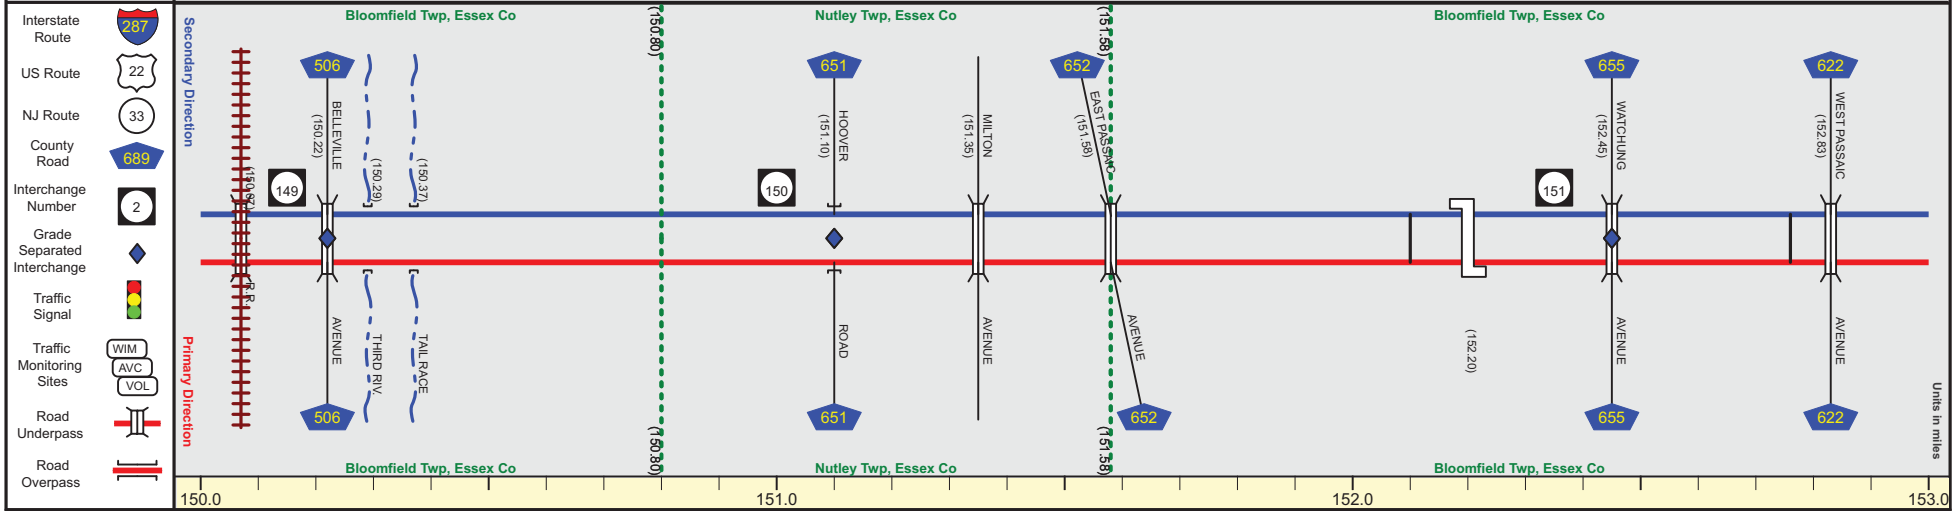 Interstate
Route
287
US Route
22
NJ Route
33
County
Road
689
Interchange
Number
2
Grade
Separated
Interchange
Traffic
Signal
Traffic
Monitoring
Sites
WIM
AVC
VOL
Road
Underpass
Road
Overpass
Secondary Direction
Primary Direction
Bloomfield Twp, Essex Co
(150.80)
Nutley Twp, Essex Co
(151.58)
Bloomfield Twp, Essex Co
(150.07)
R.R.
149
506
BELLEVILLE
(150.22)
AVENUE
506
(150.29)
THIRD RIV.
(150.37)
TAIL RACE
150
651
HOOVER
(151.10)
ROAD
651
MILTON
(151.35)
AVENUE
652
EAST PASSAIC
(151.58)
AVENUE
652
(152.20)
151
655
WATCHUNG
(152.45)
AVENUE
655
622
WEST PASSAIC
(152.83)
AVENUE
622
Units in miles
Bloomfield Twp, Essex Co
(150.80)
Nutley Twp, Essex Co
(151.58)
Bloomfield Twp, Essex Co
150.0
151.0
152.0
153.0